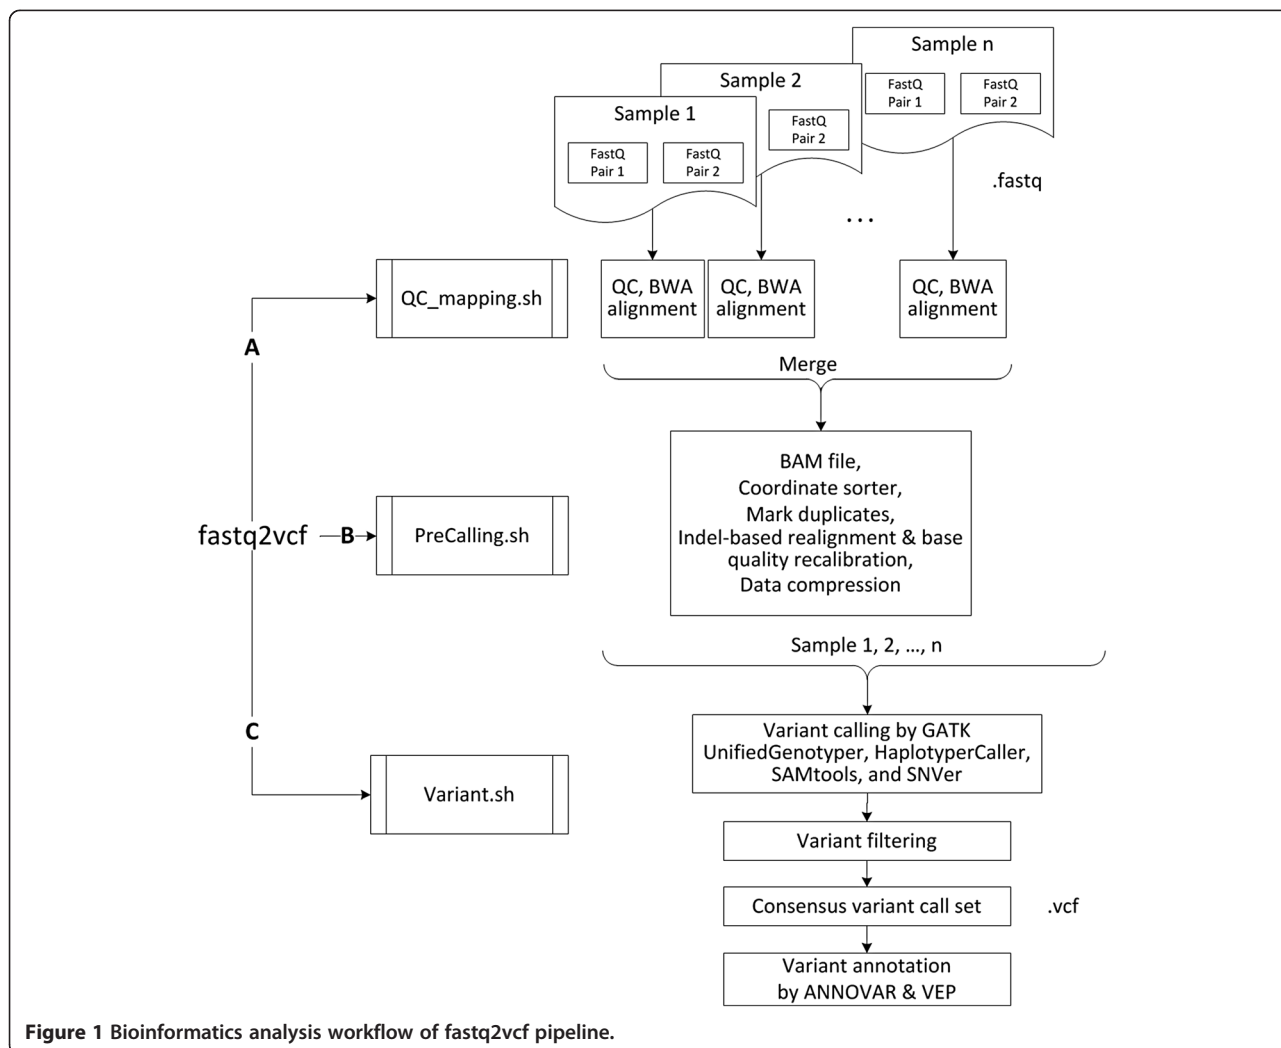 Sample n
FastQ
Pair 1
FastQ
Pair 2
Sample 2
FastQ
Pair 2
Sample 1
FastQ
Pair 1
FastQ
Pair 2
.fastq
...
QC_mapping.sh
QC, BWA
alignment
QC, BWA
alignment
QC, BWA
alignment
A
Merge
BAM file,
Coordinate sorter,
Mark duplicates,
Indel-based realignment & base
quality recalibration,
Data compression
fastq2vcf
B
PreCalling.sh
Sample 1, 2, ..., n
C
Variant.sh
Variant calling by GATK
UnifiedGenotyper, HaplotyperCaller,
SAMtools, and SNVer
Variant filtering
Consensus variant call set
.vcf
Variant annotation
by ANNOVAR & VEP
Figure 1 Bioinformatics analysis workflow of fastq2vcf pipeline.